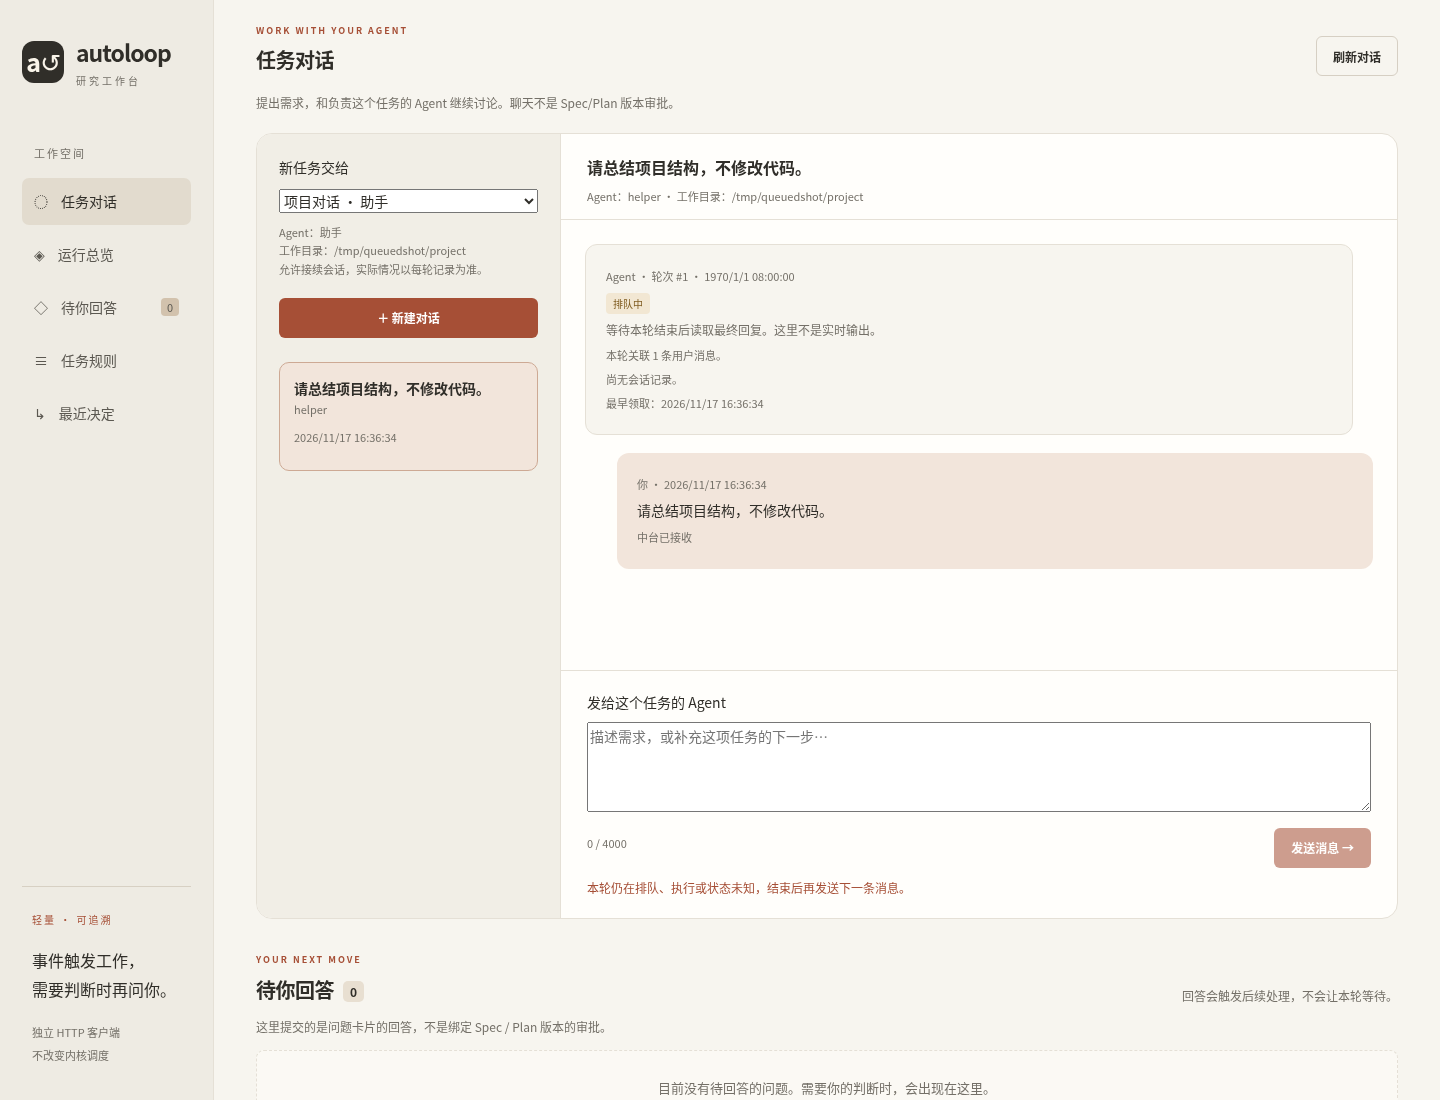 a↺
autoloop
研究工作台
工作空间
◌ 任务对话
◈ 运行总览
◇ 待你回答 0
≡ 任务规则
↳ 最近决定
轻量 · 可追溯
事件触发工作，
需要判断时再问你。
独立 HTTP 客户端
不改变内核调度
WORK WITH YOUR AGENT
任务对话
刷新对话
提出需求，和负责这个任务的 Agent 继续讨论。聊天不是 Spec/Plan 版本审批。
新任务交给
项目对话 · 助手
Agent：助手
工作目录：/tmp/queuedshot/project
允许接续会话，实际情况以每轮记录为准。
＋ 新建对话
请总结项目结构，不修改代码。
helper
2026/11/17 16:36:34
请总结项目结构，不修改代码。
Agent：helper · 工作目录：/tmp/queuedshot/project
Agent · 轮次 #1 · 1970/1/1 08:00:00
排队中
等待本轮结束后读取最终回复。这里不是实时输出。
本轮关联 1 条用户消息。
尚无会话记录。
最早领取：2026/11/17 16:36:34
你 · 2026/11/17 16:36:34
请总结项目结构，不修改代码。
中台已接收
发给这个任务的 Agent
描述需求，或补充这项任务的下一步…
0 / 4000
发送消息 →
本轮仍在排队、执行或状态未知，结束后再发送下一条消息。
YOUR NEXT MOVE
待你回答 0
回答会触发后续处理，不会让本轮等待。
这里提交的是问题卡片的回答，不是绑定 Spec / Plan 版本的审批。
目前没有待回答的问题。需要你的判断时，会出现在这里。